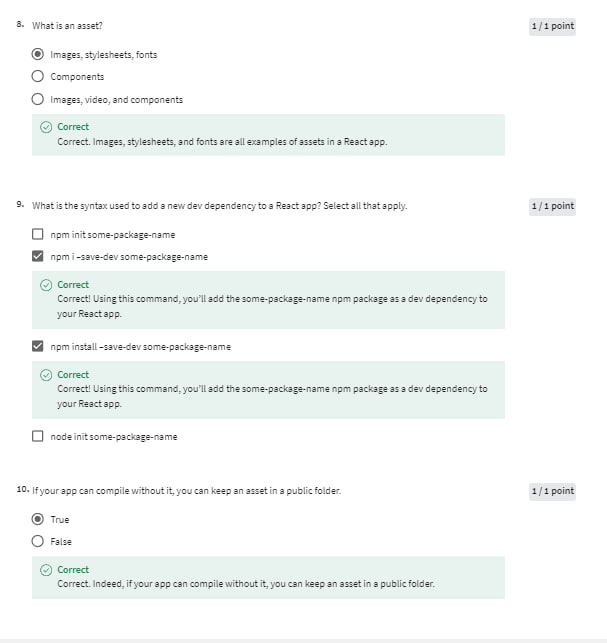 8. What is an asset? 1 / 1 point
Images, stylesheets, fonts
Components
Images, video, and components
Correct
Correct. Images, stylesheets, and fonts are all examples of assets in a React app.
9. What is the syntax used to add a new dev dependency to a React app? Select all that apply. 1 / 1 point
npm init some-package-name
npm i –save-dev some-package-name
Correct
Correct! Using this command, you'll add the some-package-name npm package as a dev dependency to
your React app.
npm install –save-dev some-package-name
Correct
Correct! Using this command, you'll add the some-package-name npm package as a dev dependency to
your React app.
node init some-package-name
10. If your app can compile without it, you can keep an asset in a public folder. 1 / 1 point
True
False
Correct
Correct. Indeed, if your app can compile without it, you can keep an asset in a public folder.